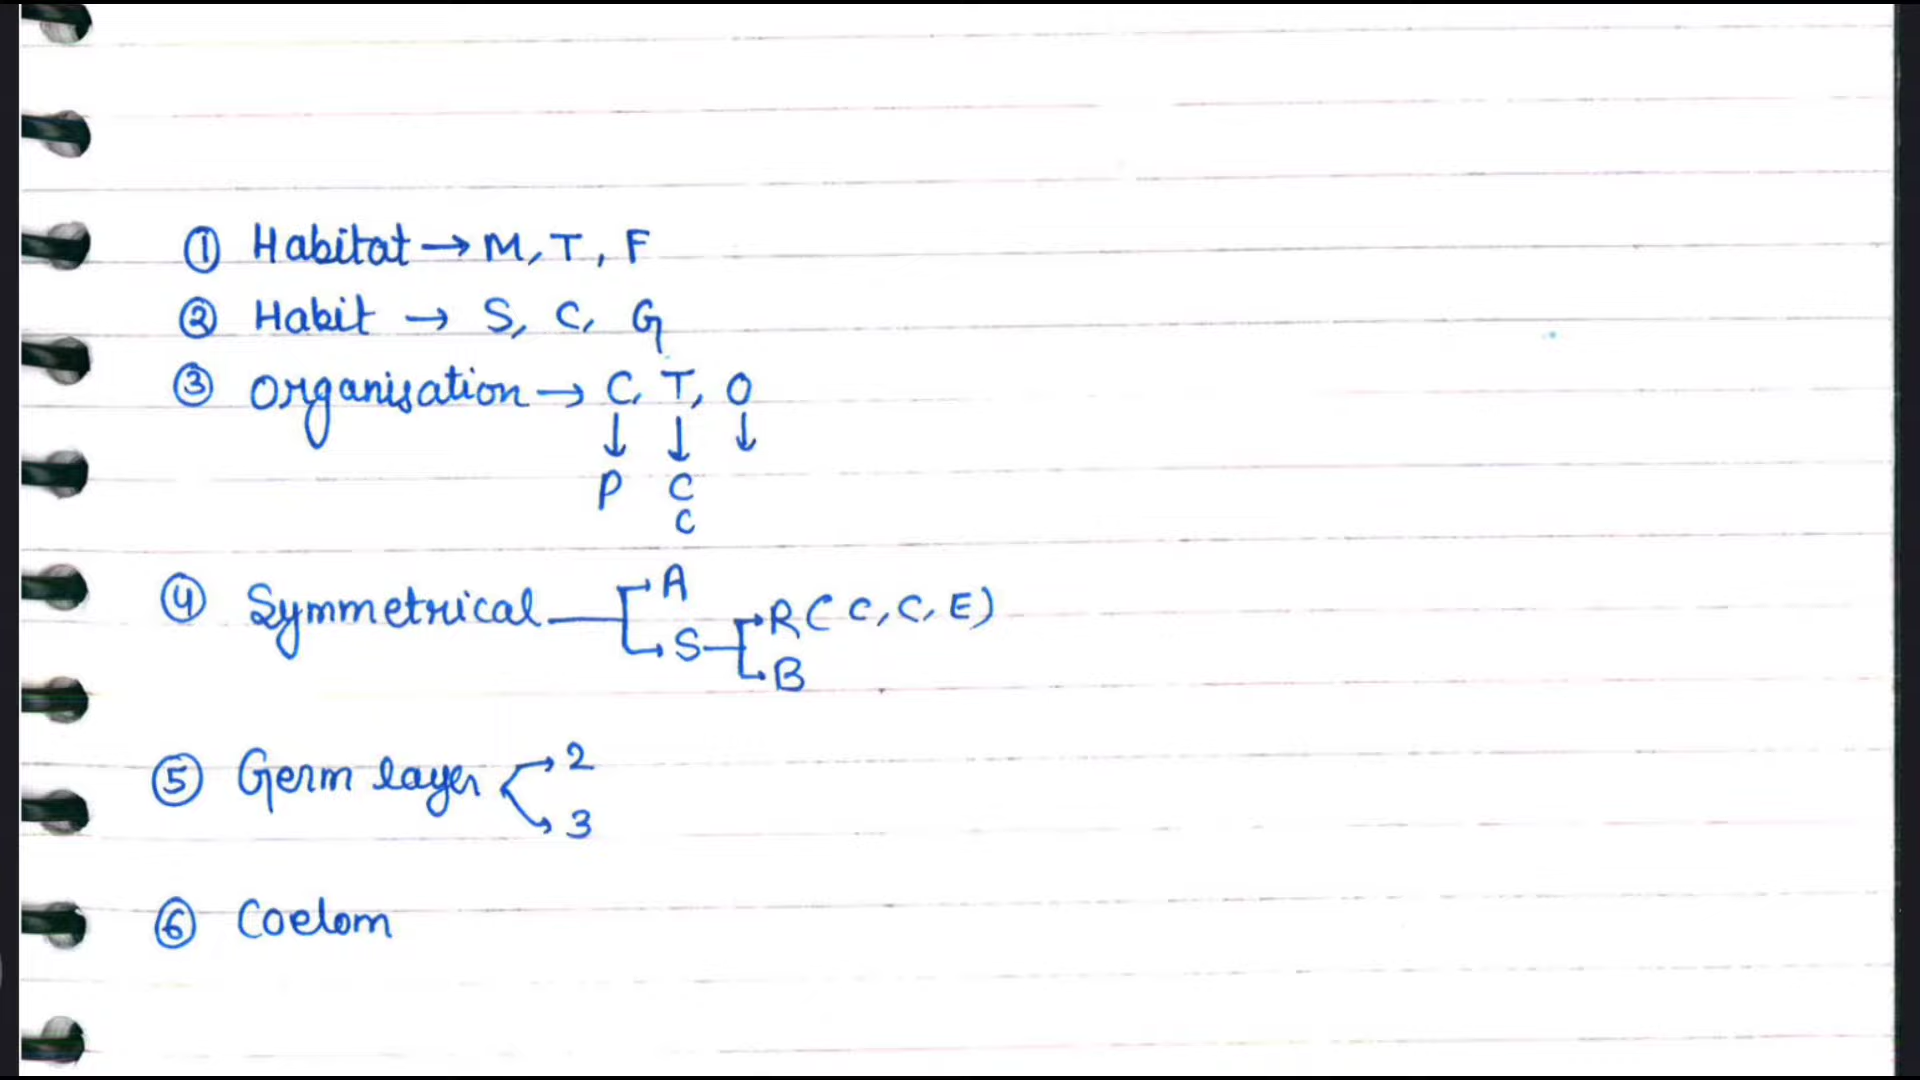 ① Habitat → M, T, F
② Habit → S, C, G
③ Organisation → C, T, O
↓ ↓ ↓
P C
C
④ Symmetrical → A
→ S → R ( C, C, E)
→ B
⑤ Germ layer → 2
→ 3
⑥ Coelom